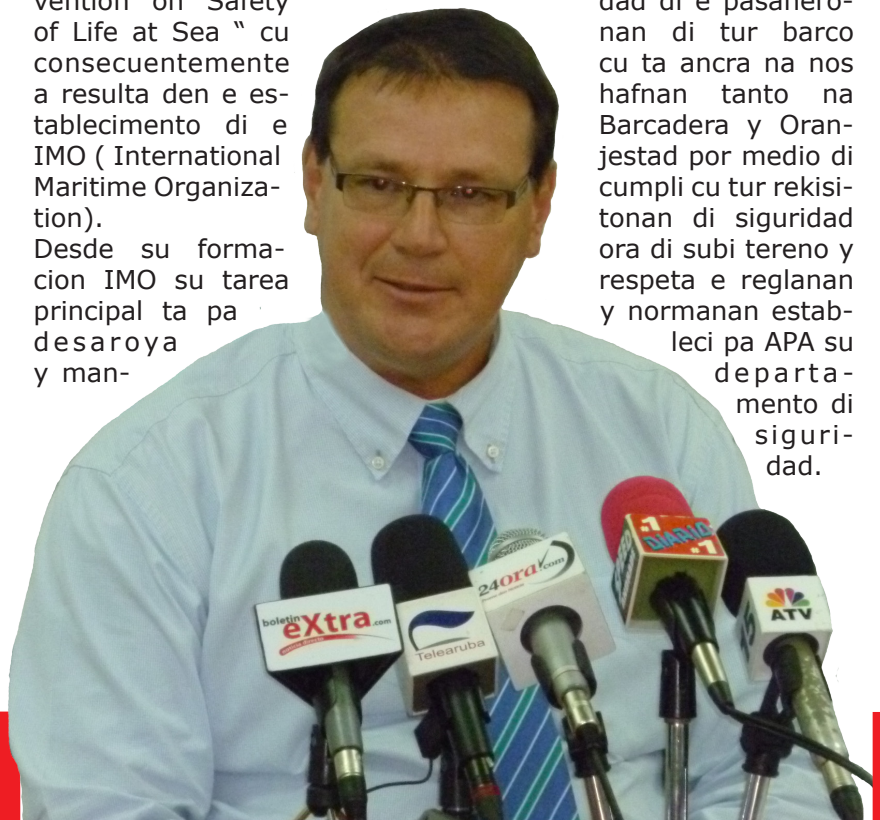 vention on "Safety
of Life at Sea " cu
consecuentemente
a resulta den e es-
tablecimento di e
IMO ( International
Maritime Organiza-
tion).
Desde su forma-
cion IMO su tarea
principal ta pa
desaroya
y man-
dad di e pasahero-
nan di tur barco
cu ta ancra na nos
hafnan tanto na
Barcadera y Oran-
jestad por medio di
cumpli cu tur rekisi-
tonan di siguridad
ora di subi tereno y
respeta e reglanan
y normanan estab-
leci pa APA su
departa-
mento di
siguri-
dad.
boletin
eXtra.com
Telearuba
24ora.com
DIARIO
ATV
15